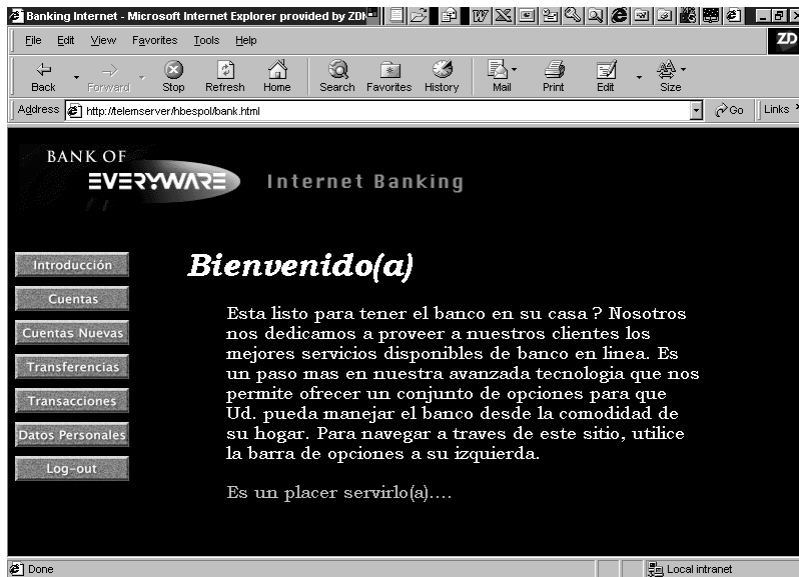 Banking Internet - Microsoft Internet Explorer provided by ZDN
File Edit View Favorites Tools Help
ZD
Back Forward Stop Refresh Home Search Favorites History Mail Print Edit Size
Address http://telemserver/hbespol/bank.html Go Links
BANK OF
EVERYWARE
Internet Banking
Introducción
Cuentas
Cuentas Nuevas
Transferencias
Transacciones
Datos Personales
Log-out
Bienvenido(a)
Esta listo para tener el banco en su casa ? Nosotros
nos dedicamos a proveer a nuestros clientes los
mejores servicios disponibles de banco en linea. Es
un paso mas en nuestra avanzada tecnologia que nos
permite ofrecer un conjunto de opciones para que
Ud. pueda manejar el banco desde la comodidad de
su hogar. Para navegar a traves de este sitio, utilice
la barra de opciones a su izquierda.
Es un placer servirlo(a)....
Done Local intranet